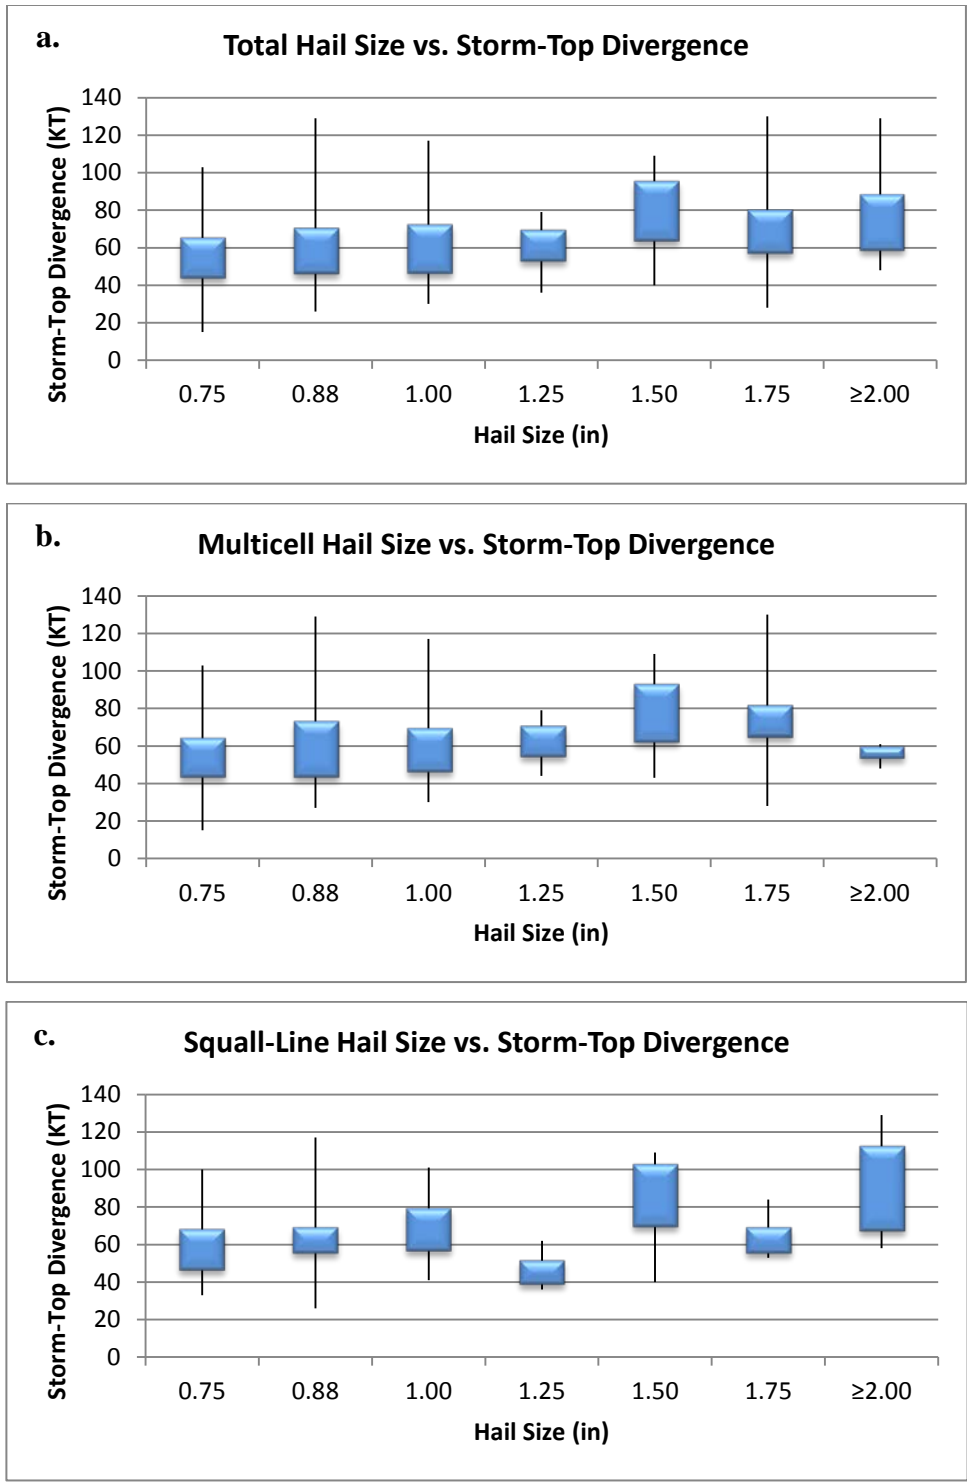 a.
Total Hail Size vs. Storm-Top Divergence
Storm-Top Divergence (KT)
140
120
100
80
60
40
20
0
0.75 0.88 1.00 1.25 1.50 1.75 ≥2.00
Hail Size (in)
b.
Multicell Hail Size vs. Storm-Top Divergence
Storm-Top Divergence (KT)
140
120
100
80
60
40
20
0
0.75 0.88 1.00 1.25 1.50 1.75 ≥2.00
Hail Size (in)
c.
Squall-Line Hail Size vs. Storm-Top Divergence
Storm-Top Divergence (KT)
140
120
100
80
60
40
20
0
0.75 0.88 1.00 1.25 1.50 1.75 ≥2.00
Hail Size (in)